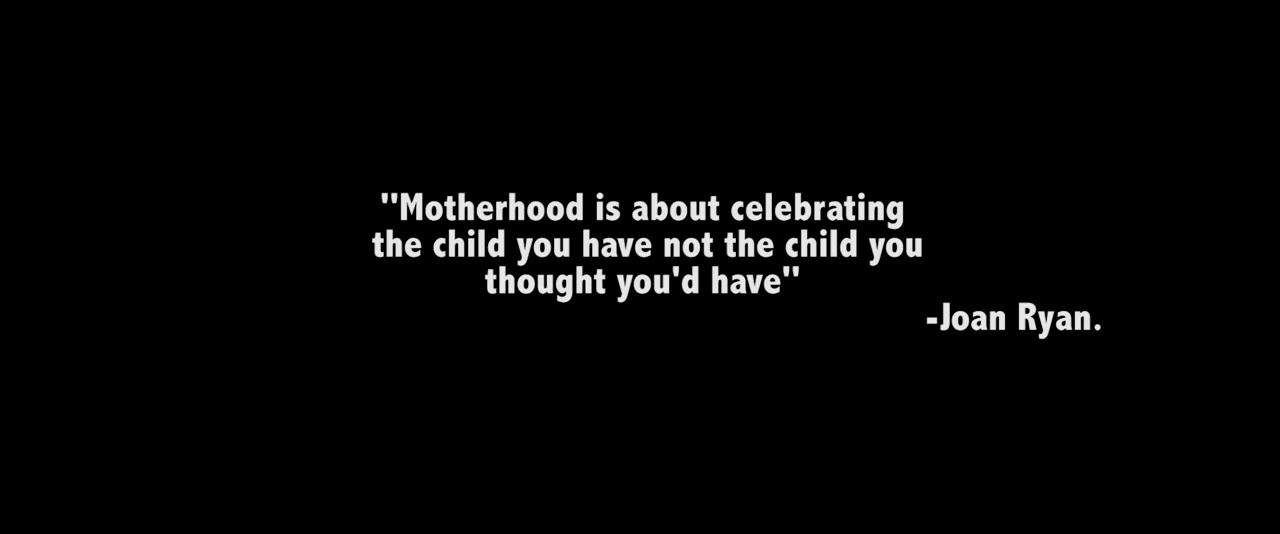 "Motherhood is about celebrating
the child you have not the child you
thought you'd have"
-Joan Ryan.